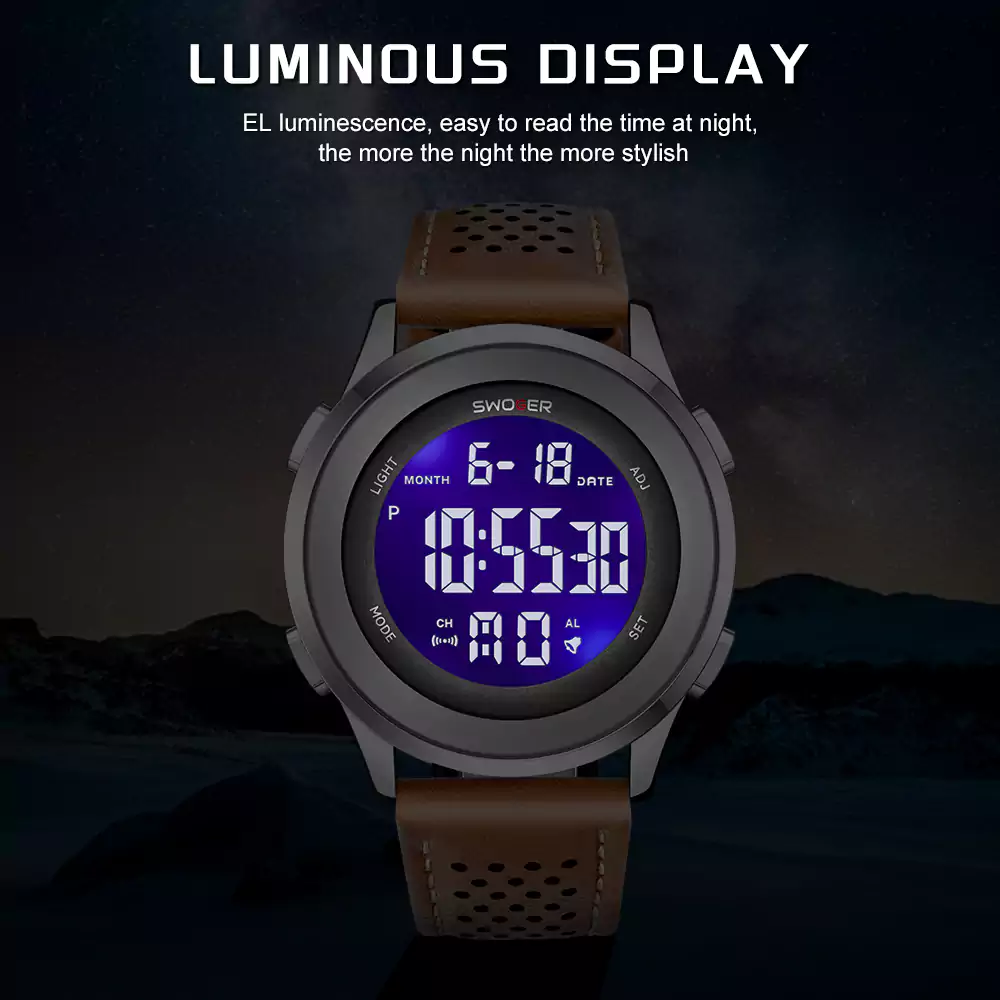 LUMINOUS DISPLAY
EL luminescence, easy to read the time at night,
the more the night the more stylish
SWOEER
LIGHT
ADJ
MONTH 6-18 DATE
P
10:55 30
MODE
SET
CH AL
A0